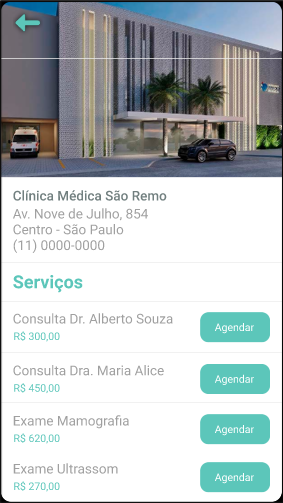 Clínica Médica São Remo
Av. Nove de Julho, 854
Centro - São Paulo
(11) 0000-0000
Serviços
Consulta Dr. Alberto Souza
R$ 300,00
Agendar
Consulta Dra. Maria Alice
R$ 450,00
Agendar
Exame Mamografia
R$ 620,00
Agendar
Exame Ultrassom
R$ 270,00
Agendar